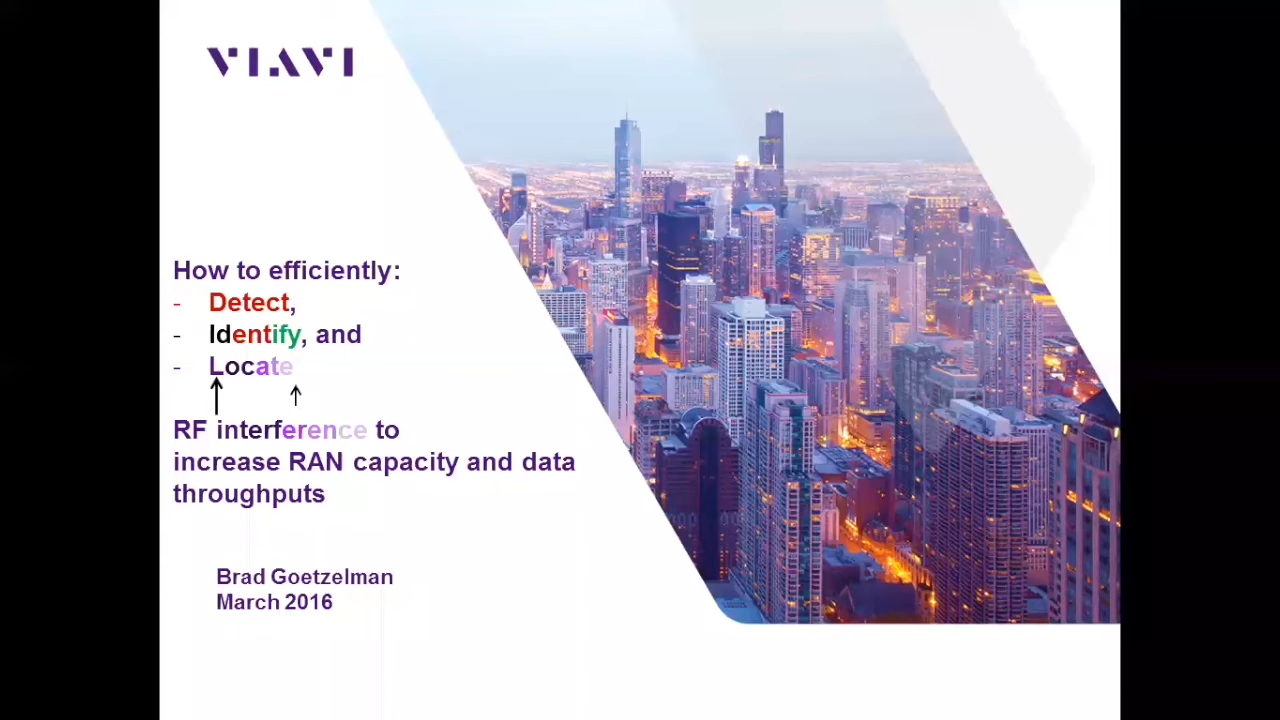 VIAVI
How to efficiently:
- Detect,
- Identify, and
- Locate
RF interference to
increase RAN capacity and data
throughputs
Brad Goetzelman
March 2016